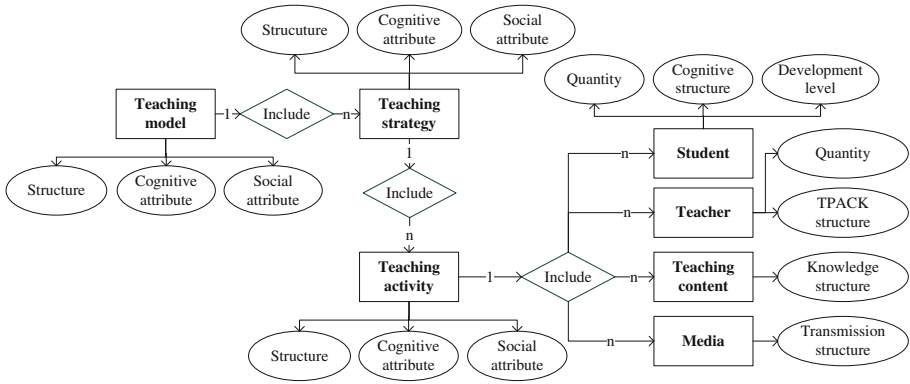 Strucuture
Cognitive
attribute
Social
attribute
Quantity
Cognitive
structure
Development
level
Teaching
model
1
Include
n
Teaching
strategy
1
Structure
Cognitive
attribute
Social
attribute
Include
n
Student
Quantity
n
Teacher
TPACK
structure
n
Teaching
activity
1
Include
n
Teaching
content
Knowledge
structure
n
Media
Transmission
structure
Structure
Cognitive
attribute
Social
attribute